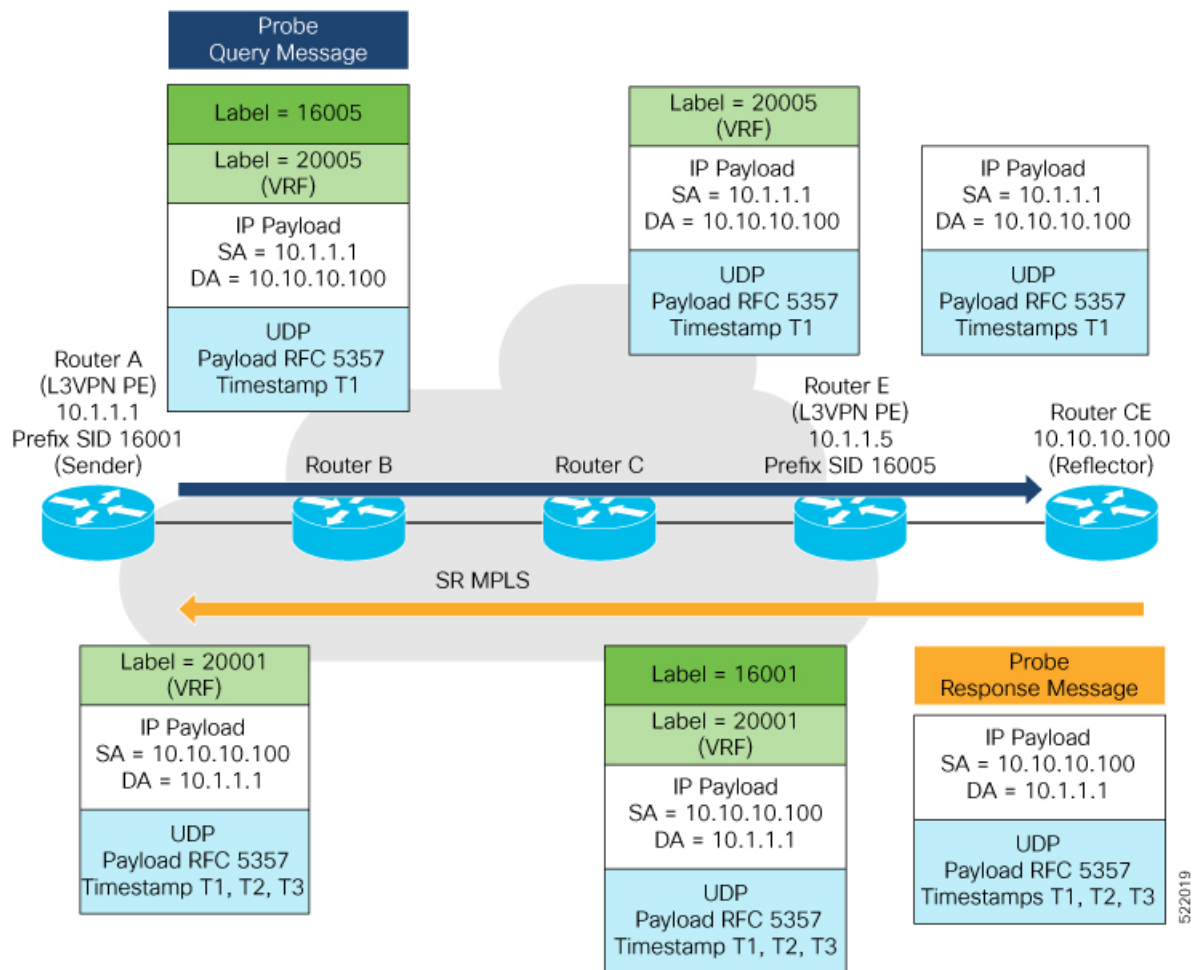 Probe
Query Message
Label = 16005
Label = 20005
(VRF)
IP Payload
SA = 10.1.1.1
DA = 10.10.10.100
UDP
Payload RFC 5357
Timestamp T1
Label = 20005
(VRF)
IP Payload
SA = 10.1.1.1
DA = 10.10.10.100
UDP
Payload RFC 5357
Timestamp T1
IP Payload
SA = 10.1.1.1
DA = 10.10.10.100
UDP
Payload RFC 5357
Timestamps T1
Router A
(L3VPN PE)
10.1.1.1
Prefix SID 16001
(Sender)
Router B
Router C
Router E
(L3VPN PE)
10.1.1.5
Prefix SID 16005
Router CE
10.10.10.100
(Reflector)
SR MPLS
Label = 20001
(VRF)
IP Payload
SA = 10.10.10.100
DA = 10.1.1.1
UDP
Payload RFC 5357
Timestamp T1, T2, T3
Label = 16001
Label = 20001
(VRF)
IP Payload
SA = 10.10.10.100
DA = 10.1.1.1
UDP
Payload RFC 5357
Timestamp T1, T2, T3
Probe
Response Message
IP Payload
SA = 10.10.10.100
DA = 10.1.1.1
UDP
Payload RFC 5357
Timestamps T1, T2, T3
522019